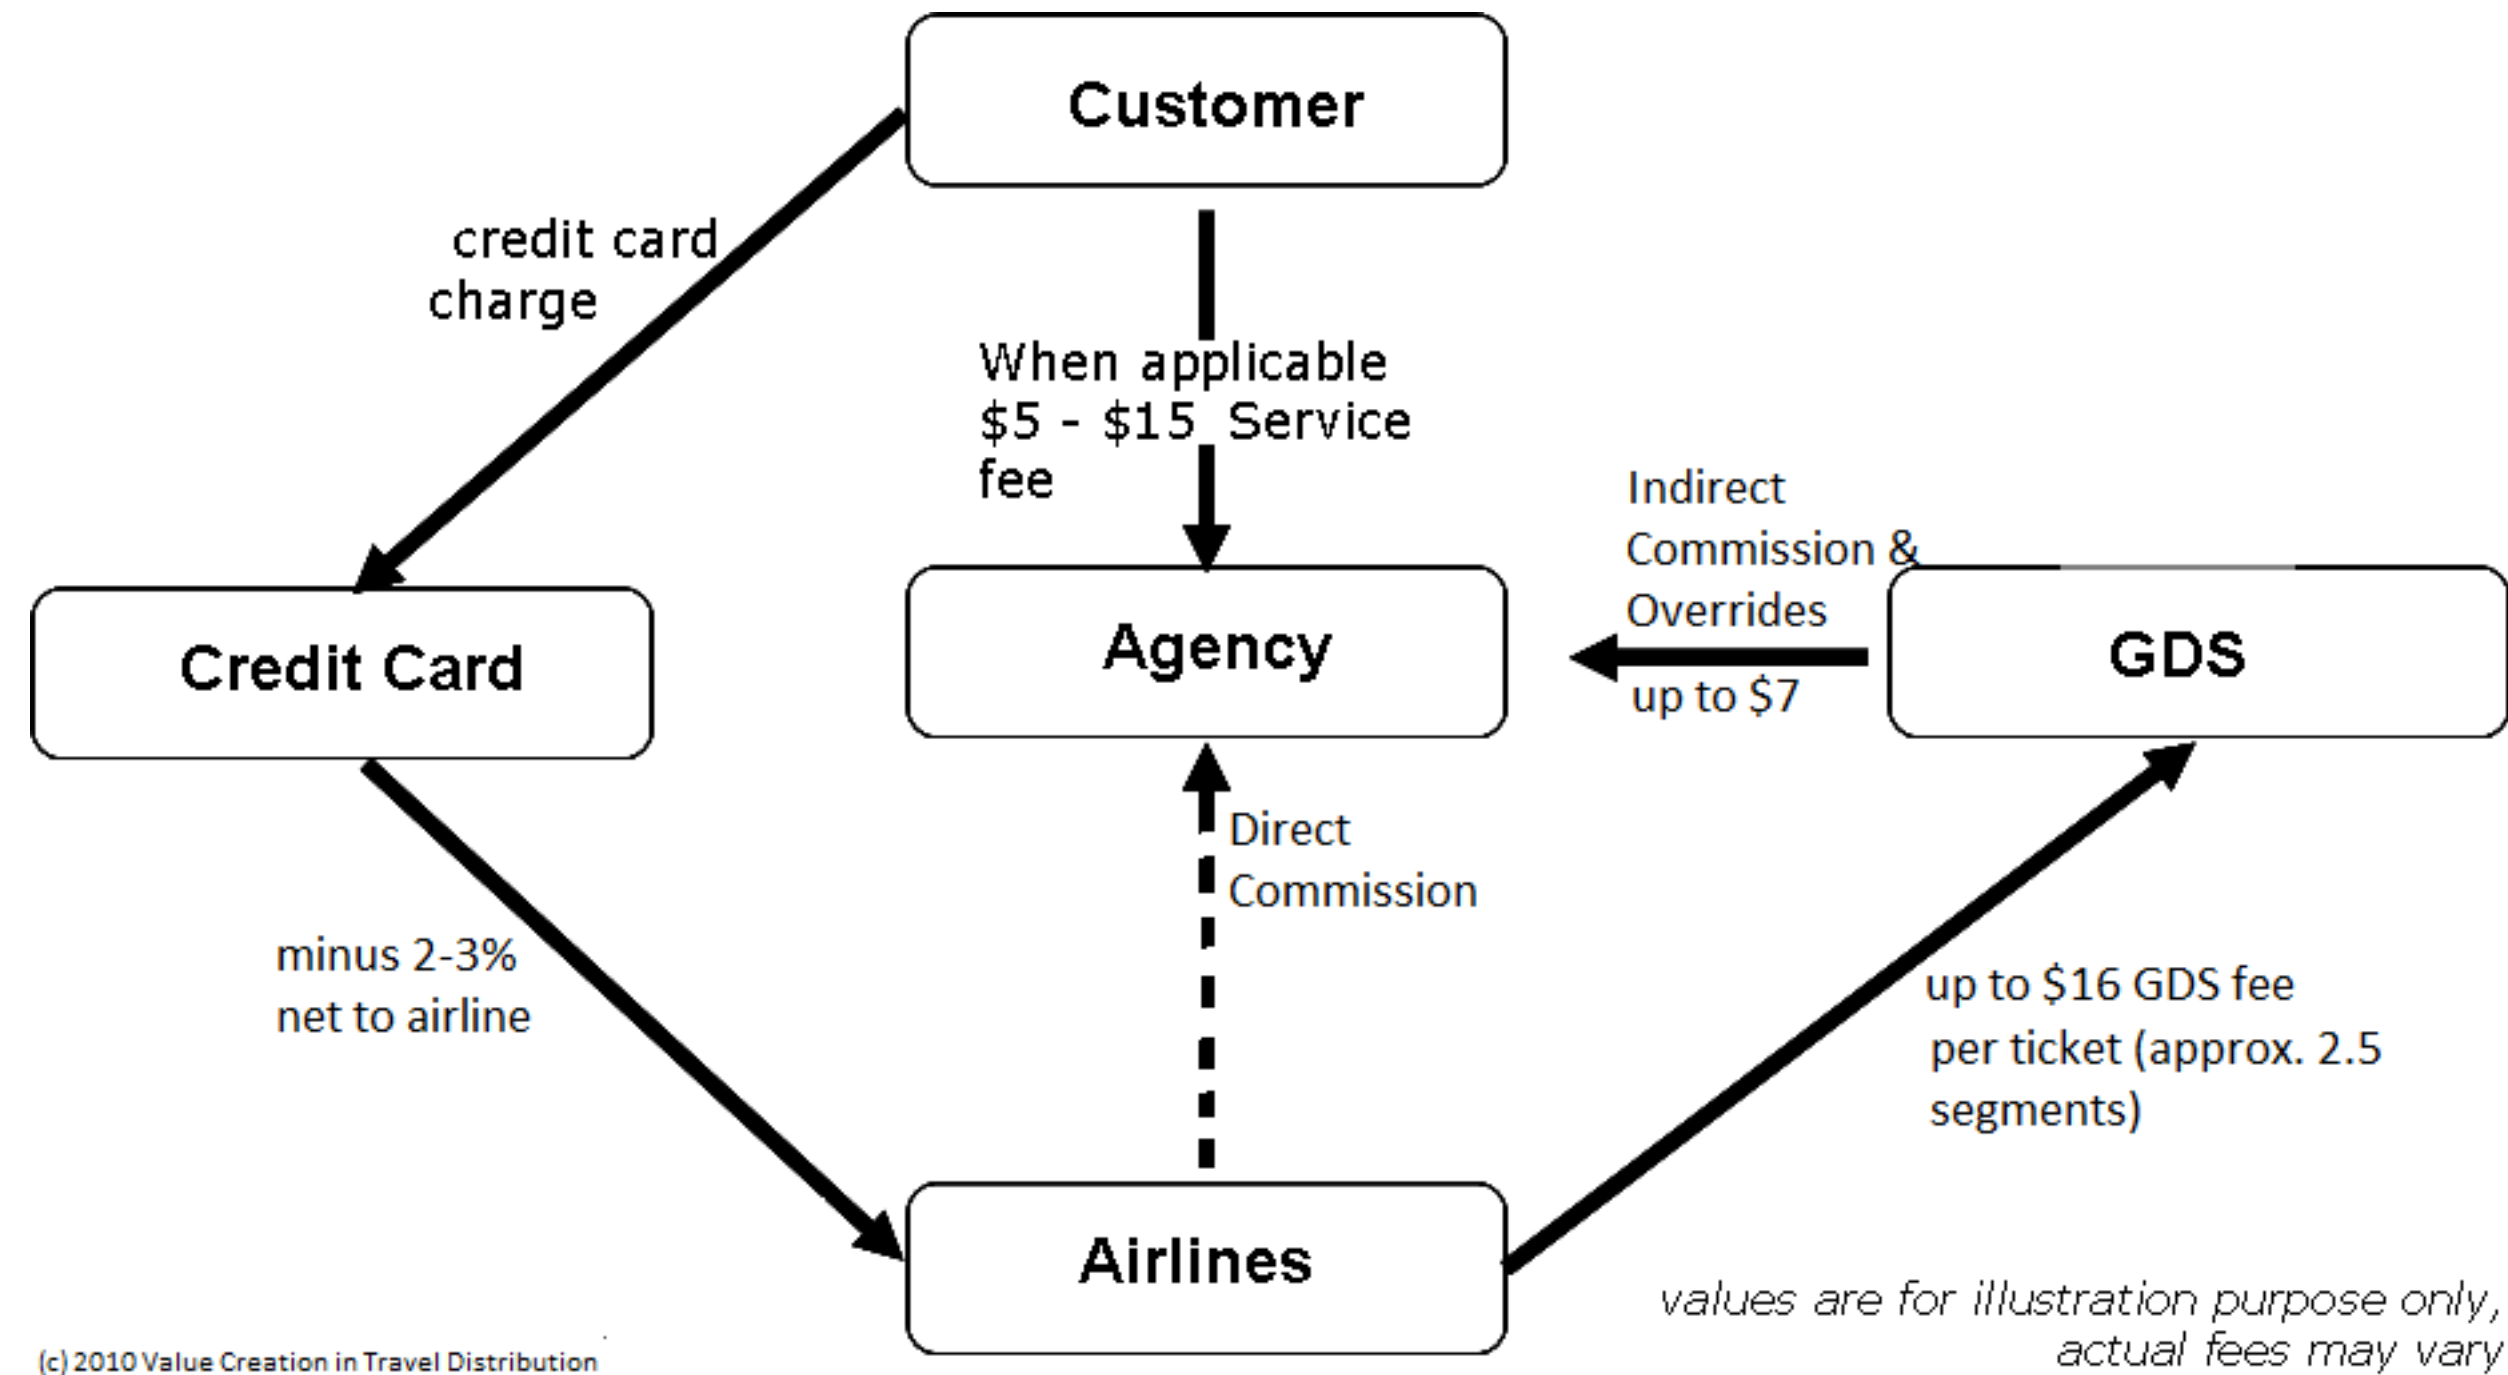 Customer
credit card
charge
When applicable
$5 - $15 Service
fee
Indirect
Commission &
Overrides
up to $7
Credit Card
Agency
GDS
Direct
Commission
minus 2-3%
net to airline
up to $16 GDS fee
per ticket (approx. 2.5
segments)
Airlines
values are for illustration purpose only,
actual fees may vary
(c) 2010 Value Creation in Travel Distribution